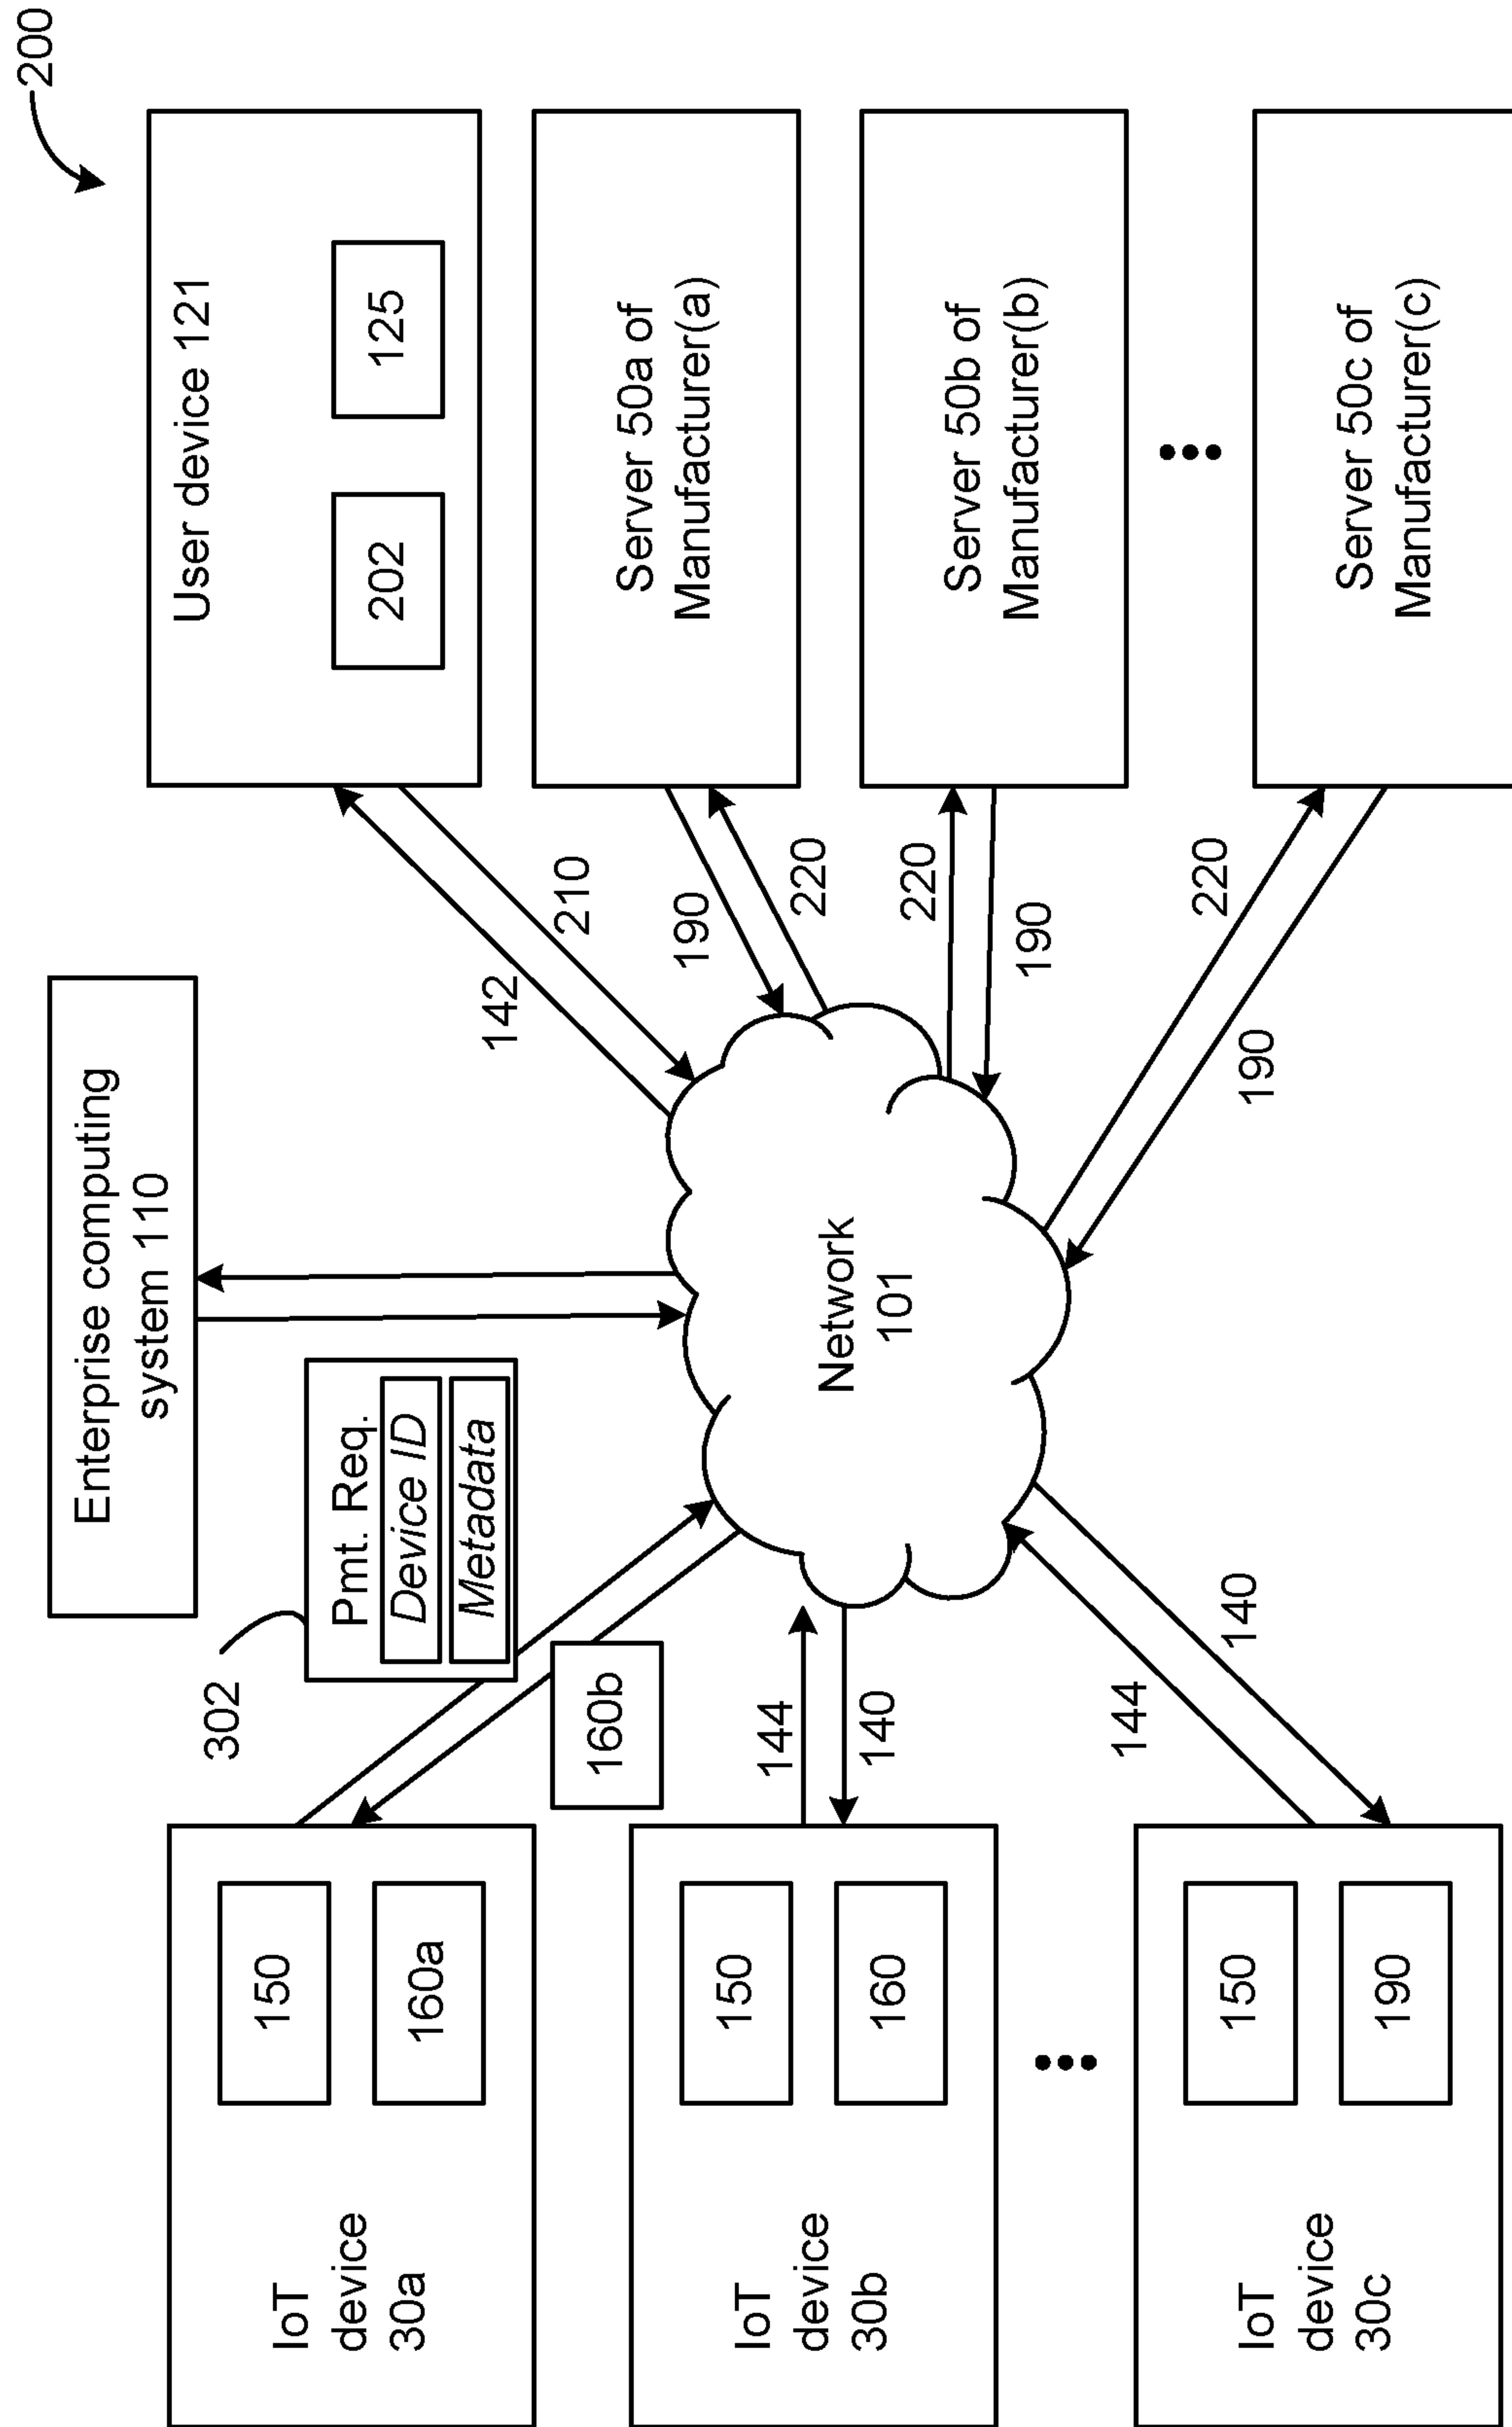 200
Enterprise computing
system 110
User device 121
202
125
IoT
device
30a
150
160a
302
Pmt. Req.
Device ID
Metadata
160b
142
210
190
220
Server 50a of
Manufacturer(a)
IoT
device
30b
150
160
144
140
Network
101
220
190
Server 50b of
Manufacturer(b)
IoT
device
30c
150
190
144
140
220
190
Server 50c of
Manufacturer(c)